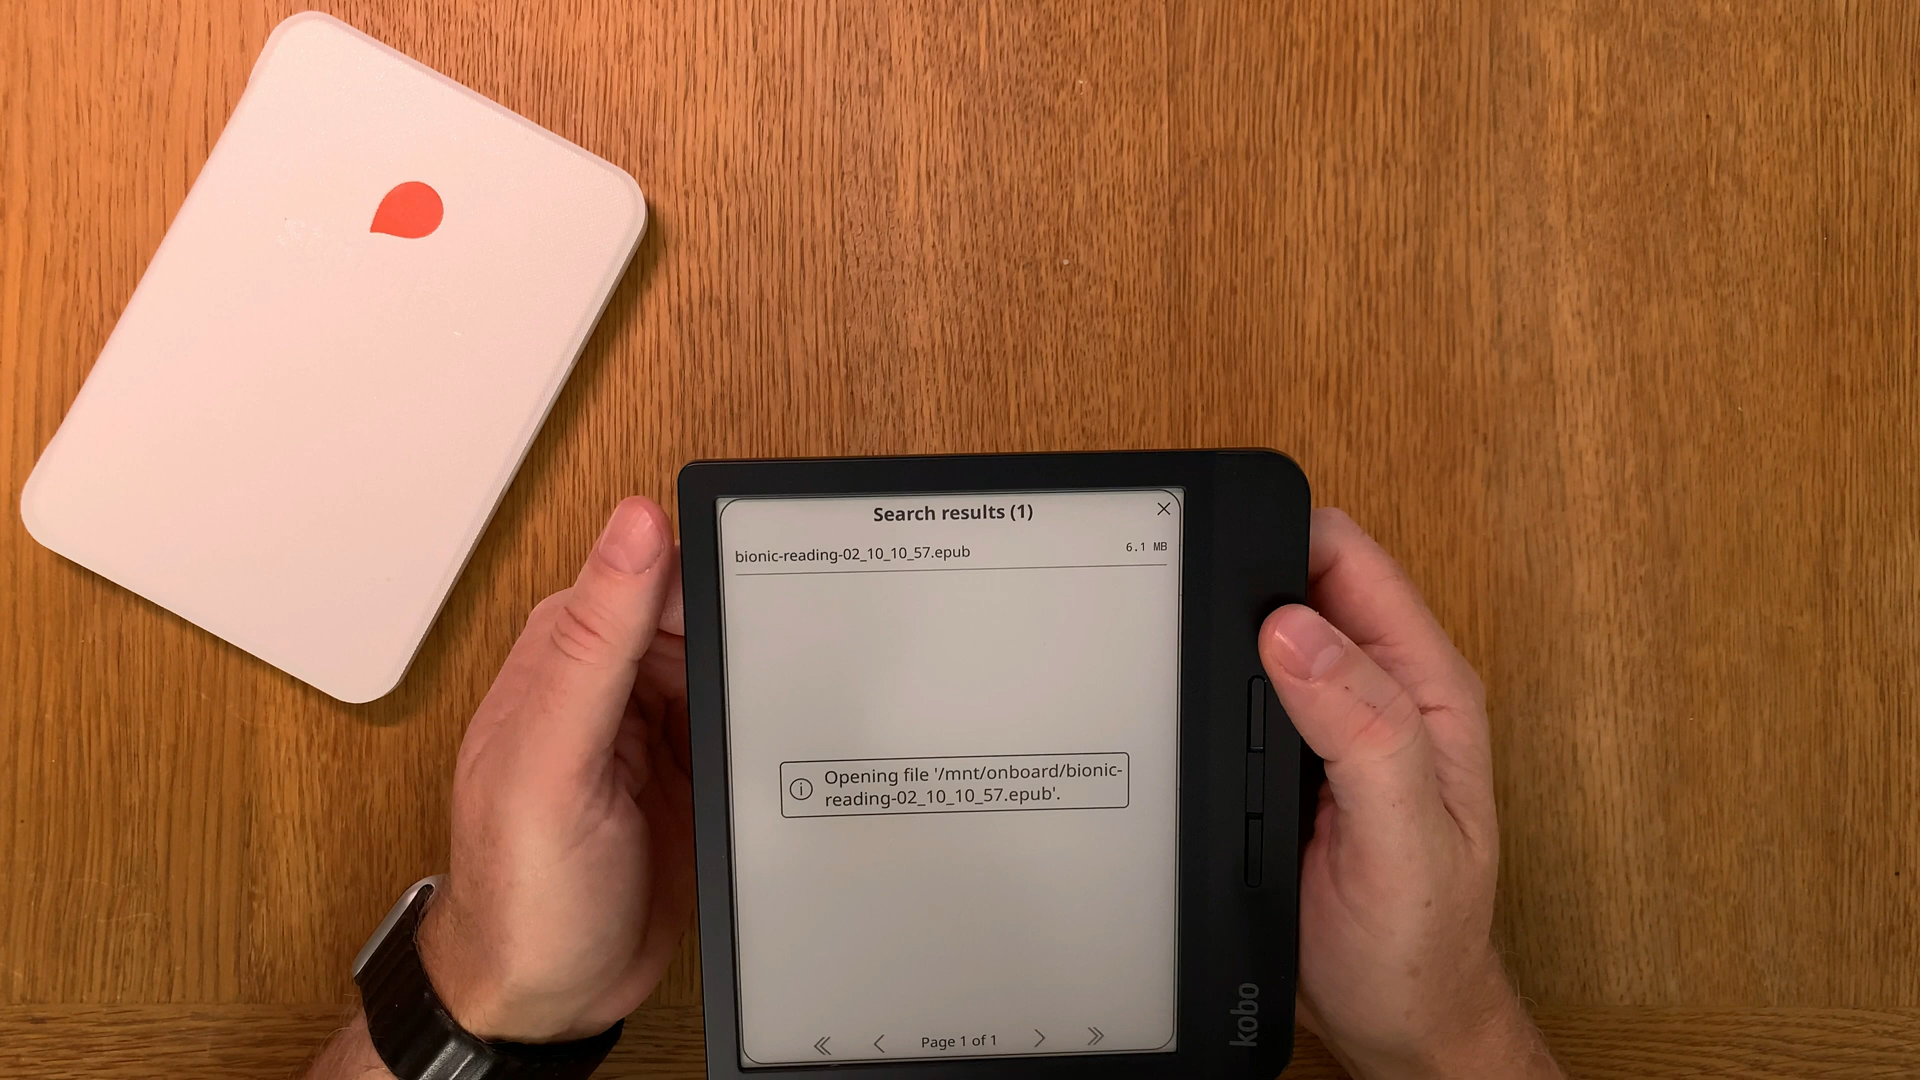 Search results (1)
bionic-reading-02_10_10_57.epub 6.1 MB
Opening file '/mnt/onboard/bionic-
reading-02_10_10_57.epub'.
Page 1 of 1
kobo